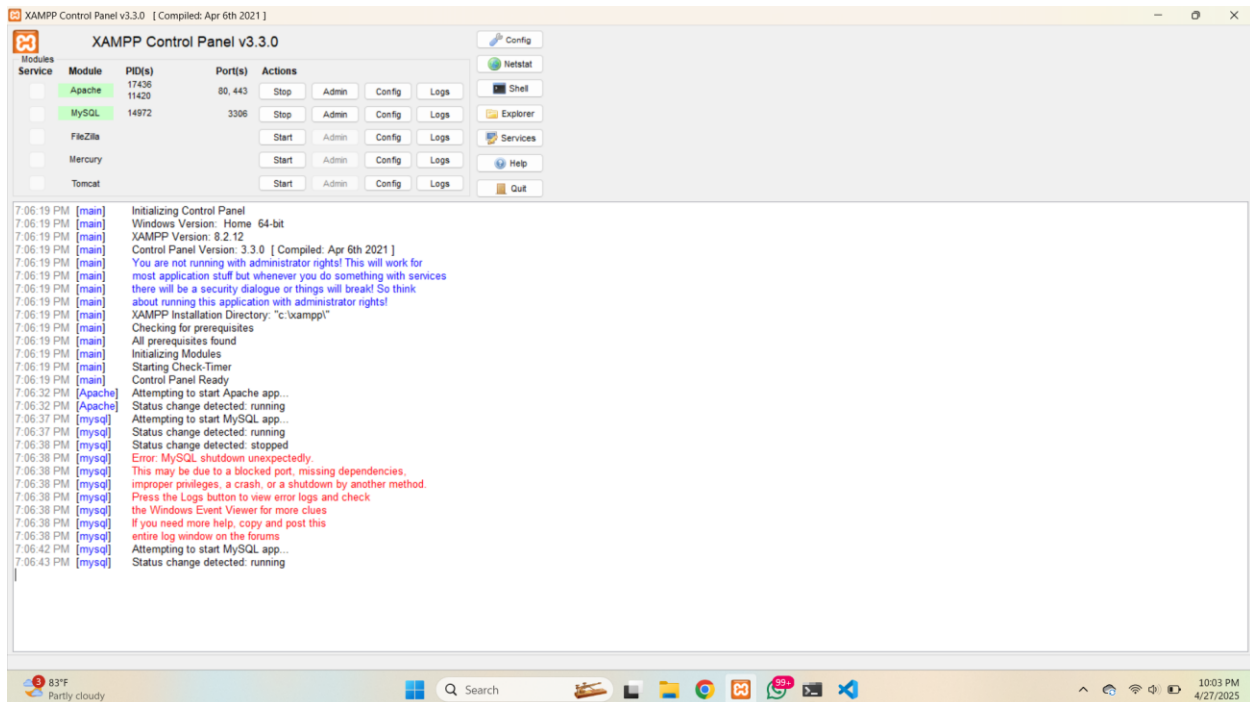 XAMPP Control Panel v3.3.0 [ Compiled: Apr 6th 2021 ]
XAMPP Control Panel v3.3.0
Config
Modules
Service Module PID(s) Port(s) Actions
Netstat
Apache 17436 11420 80, 443 Stop Admin Config Logs
Shell
MySQL 14972 3306 Stop Admin Config Logs
Explorer
FileZilla Start Admin Config Logs
Services
Mercury Start Admin Config Logs
Help
Tomcat Start Admin Config Logs
Quit
7:06:19 PM [main] Initializing Control Panel
7:06:19 PM [main] Windows Version: Home 64-bit
7:06:19 PM [main] XAMPP Version: 8.2.12
7:06:19 PM [main] Control Panel Version: 3.3.0 [ Compiled: Apr 6th 2021 ]
7:06:19 PM [main] You are not running with administrator rights! This will work for
7:06:19 PM [main] most application stuff but whenever you do something with services
7:06:19 PM [main] there will be a security dialogue or things will break! So think
7:06:19 PM [main] about running this application with administrator rights!
7:06:19 PM [main] XAMPP Installation Directory: "c:\xampp\"
7:06:19 PM [main] Checking for prerequisites
7:06:19 PM [main] All prerequisites found
7:06:19 PM [main] Initializing Modules
7:06:19 PM [main] Starting Check-Timer
7:06:19 PM [main] Control Panel Ready
7:06:32 PM [Apache] Attempting to start Apache app...
7:06:32 PM [Apache] Status change detected: running
7:06:37 PM [mysql] Attempting to start MySQL app...
7:06:37 PM [mysql] Status change detected: running
7:06:38 PM [mysql] Status change detected: stopped
7:06:38 PM [mysql] Error: MySQL shutdown unexpectedly.
7:06:38 PM [mysql] This may be due to a blocked port, missing dependencies,
7:06:38 PM [mysql] improper privileges, a crash, or a shutdown by another method.
7:06:38 PM [mysql] Press the Logs button to view error logs and check
7:06:38 PM [mysql] the Windows Event Viewer for more clues
7:06:38 PM [mysql] If you need more help, copy and post this
7:06:38 PM [mysql] entire log window on the forums
7:06:42 PM [mysql] Attempting to start MySQL app...
7:06:43 PM [mysql] Status change detected: running
3
83°F
Partly cloudy
Search
99+
10:03 PM
4/27/2025